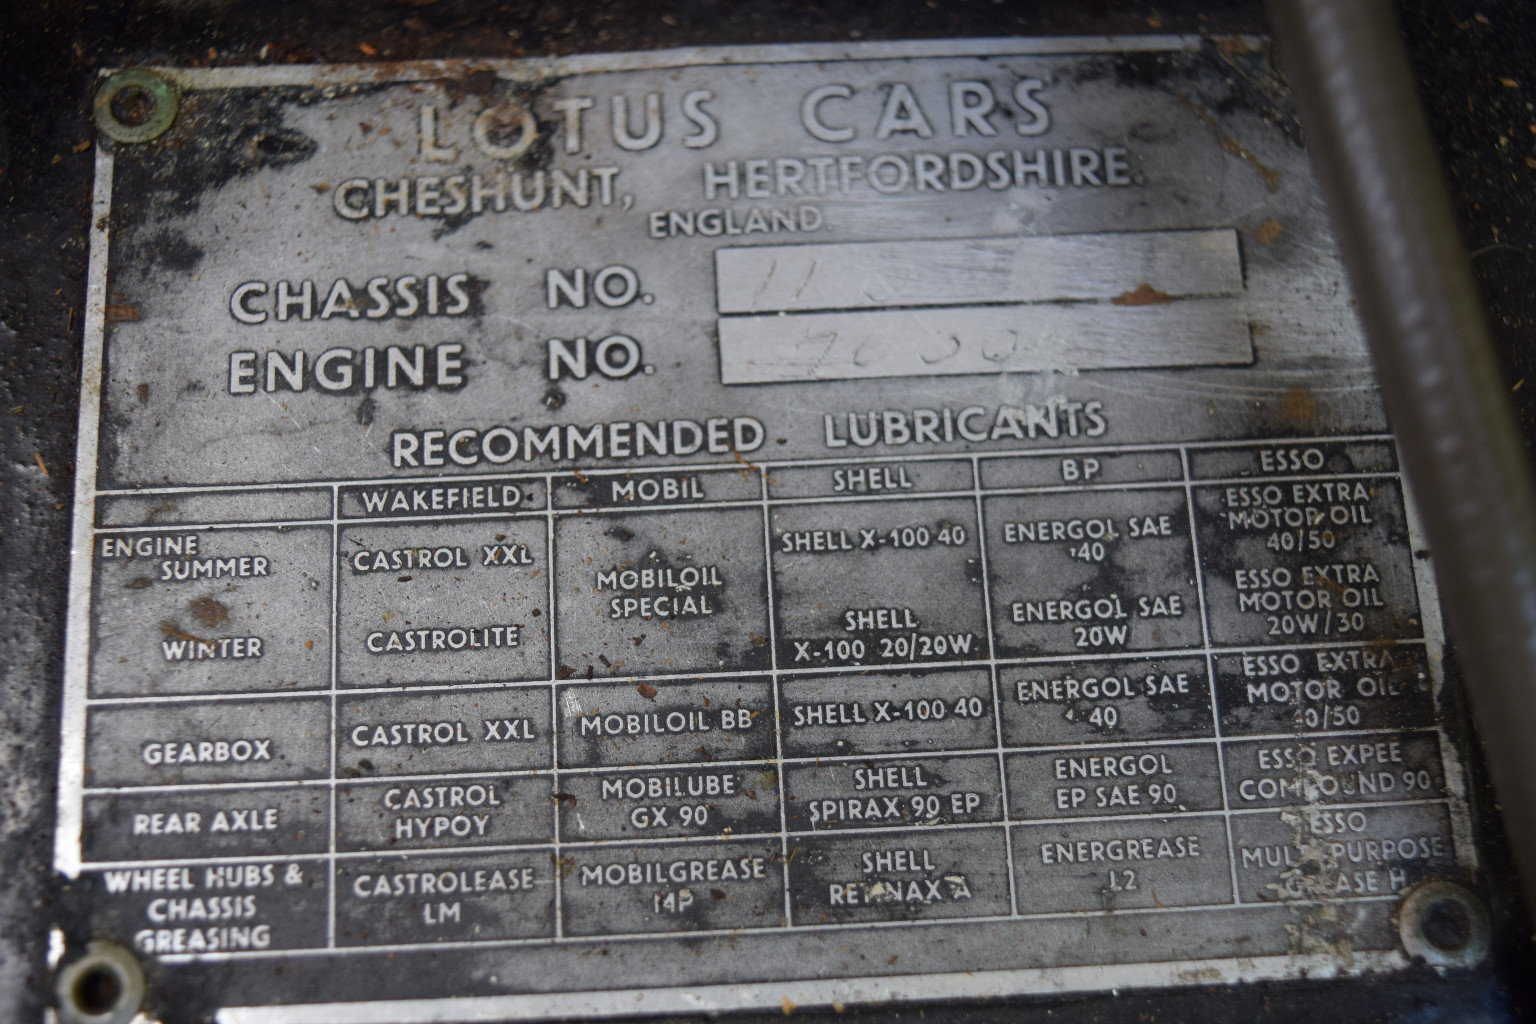 LOTUS CARS
CHESHUNT, HERTFORDSHIRE.
ENGLAND.
CHASSIS NO.
ENGINE NO.
RECOMMENDED LUBRICANTS
WAKEFIELD MOBIL SHELL BP ESSO
ENGINE
SUMMER
CASTROL XXL
MOBILOIL
SPECIAL
SHELL X-100 40
ENERGOL SAE
40
ESSO EXTRA
MOTOR OIL
40/50
WINTER
CASTROLITE
SHELL
X-100 20/20W
ENERGOL SAE
20W
ESSO EXTRA
MOTOR OIL
20W/30
GEARBOX
CASTROL XXL
MOBILOIL BB
SHELL X-100 40
ENERGOL SAE
40
ESSO EXTRA
MOTOR OIL
40/50
REAR AXLE
CASTROL
HYPOY
MOBILUBE
GX 90
SHELL
SPIRAX 90 EP
ENERGOL
EP SAE 90
ESSO EXPEE
COMPOUND 90
WHEEL HUBS &
CHASSIS
GREASING
CASTROLEASE
LM
MOBILGREASE
SHELL
RETINAX A
ENERGREASE
L2
ESSO
MULTI PURPOSE
GREASE H